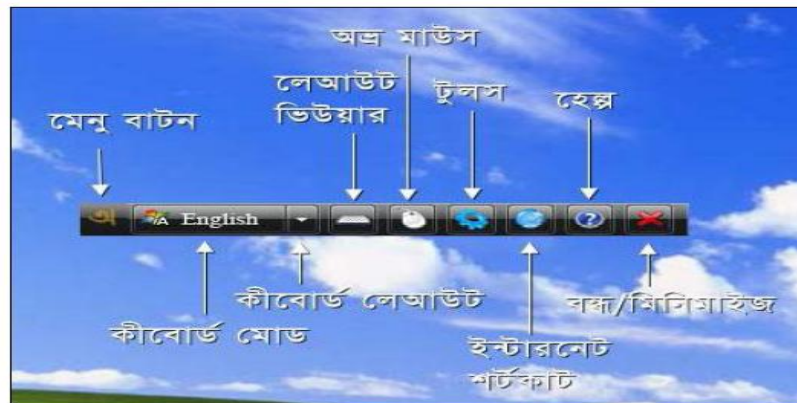 অভ্র মাউস
লেআউট
ভিউয়ার
টুলস
হেল্প
মেনু বাটন
অ
English
কীবোর্ড লেআউট
কীবোর্ড মোড
ইন্টারনেট
শর্টকাট
বন্ধ/মিনিমাইজ